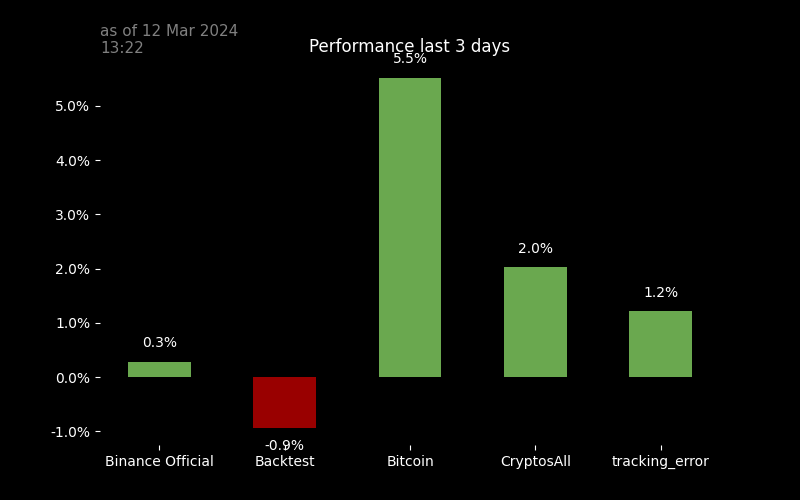 as of 12 Mar 2024
13:22
Performance last 3 days
5.5%
5.0%
4.0%
3.0%
2.0%
2.0%
1.2%
1.0%
0.3%
0.0%
-1.0%
-0.9%
Binance Official
Backtest
Bitcoin
CryptosAll
tracking_error